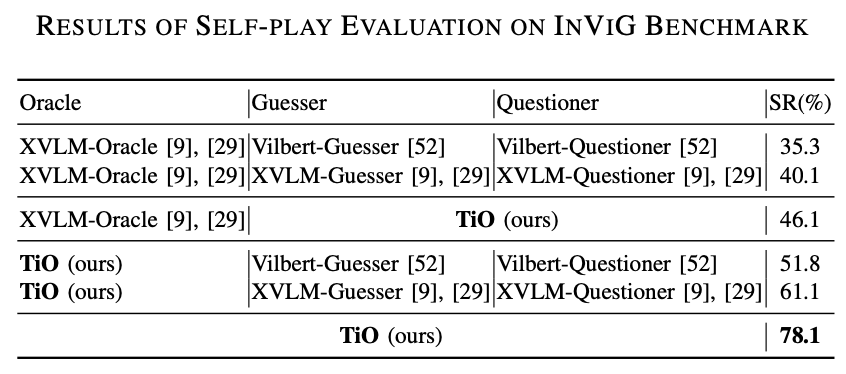 RESULTS OF SELF-PLAY EVALUATION ON INVIG BENCHMARK
Oracle Guesser Questioner SR(%)
XVLM-Oracle [9], [29] Vilbert-Guesser [52] Vilbert-Questioner [52] 35.3
XVLM-Oracle [9], [29] XVLM-Guesser [9], [29] XVLM-Questioner [9], [29] 40.1
XVLM-Oracle [9], [29] TiO (ours) 46.1
TiO (ours) Vilbert-Guesser [52] Vilbert-Questioner [52] 51.8
TiO (ours) XVLM-Guesser [9], [29] XVLM-Questioner [9], [29] 61.1
TiO (ours) 78.1